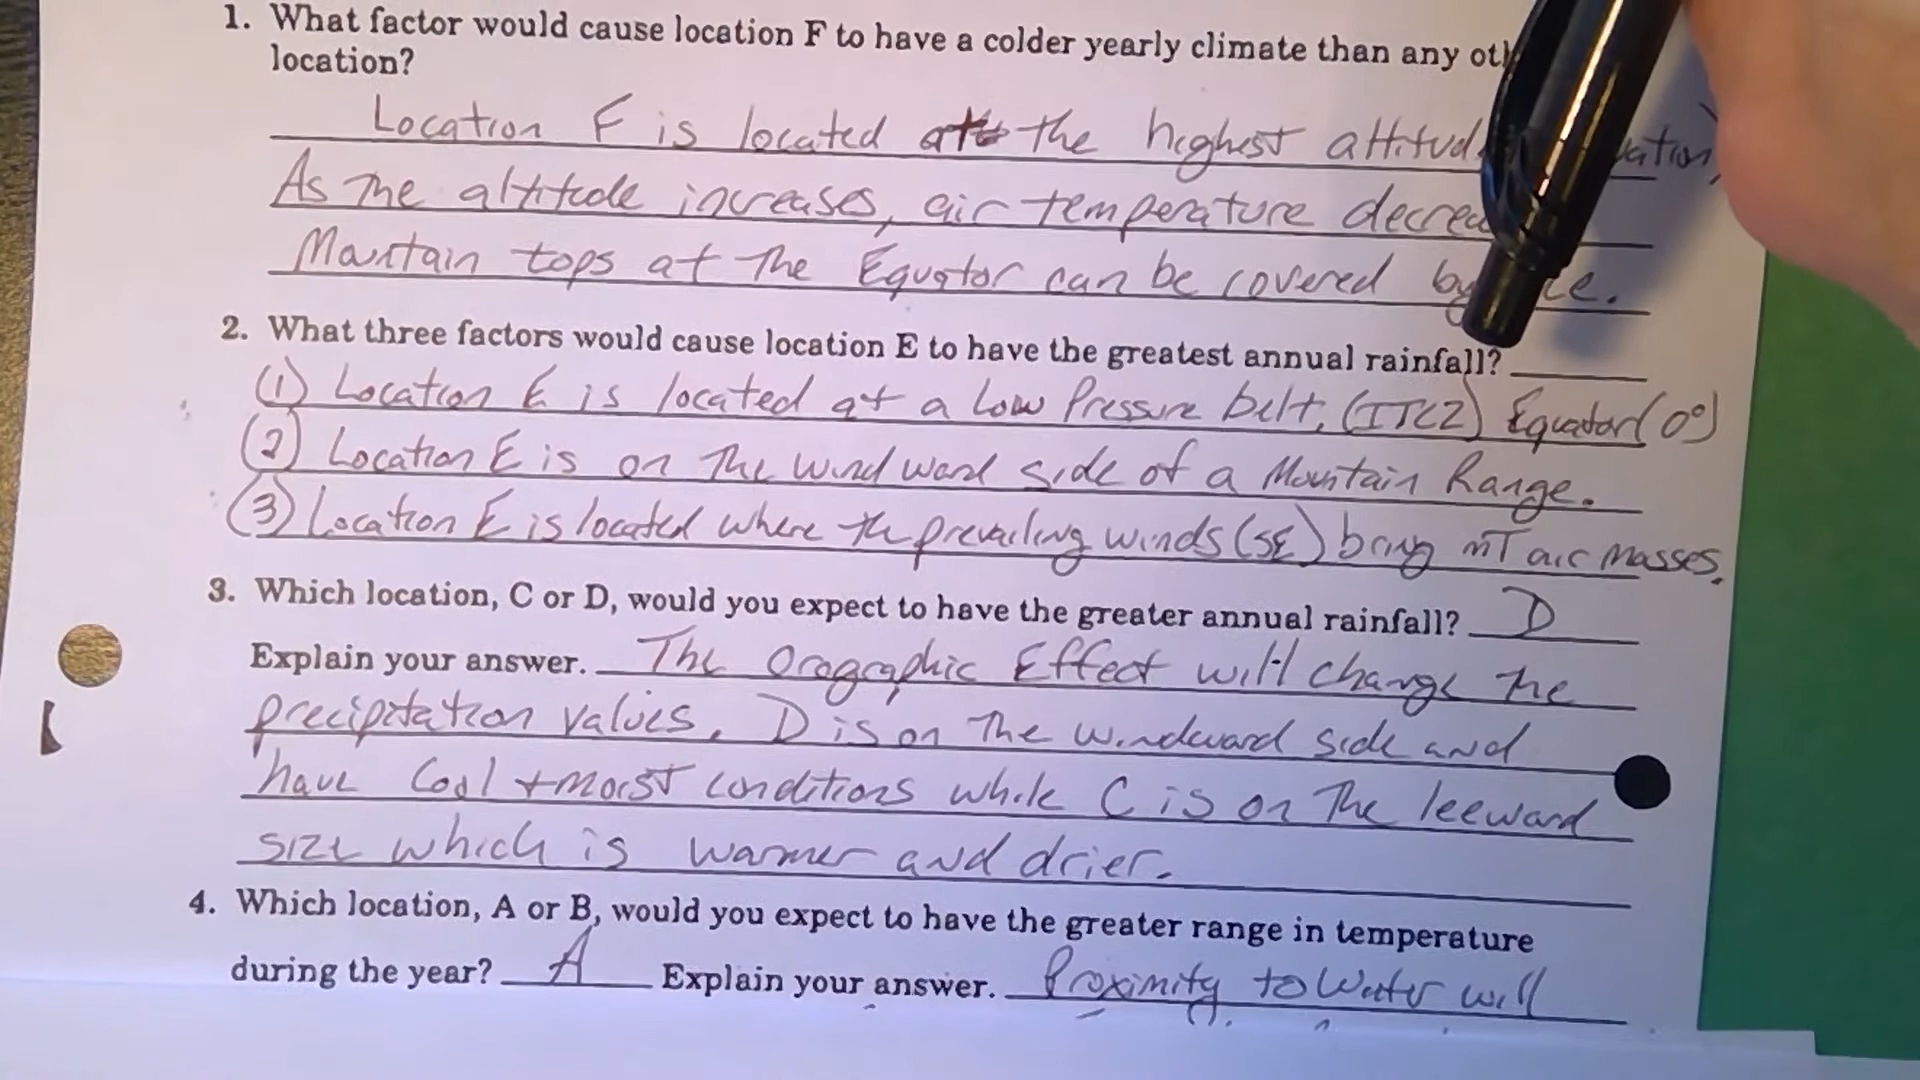 1. What factor would cause location F to have a colder yearly climate than any
location?
Location F is located at the highest
As the altitude increases, air temperature
Mountain tops at the Equator can be covered by
2. What three factors would cause location E to have the greatest annual rainfall?
(1) Location E is located at a Low Pressure belt, (ITCZ) Equator (0°)
(2) Location E is on the windward side of a Mountain Range.
(3) Location E is located where the prevailing winds (SE) bring mT air masses.
3. Which location, C or D, would you expect to have the greater annual rainfall? D
Explain your answer. The Orographic Effect will change the
precipitation values. D is on the windward side and
have Cool + moist conditions while C is on the leeward
size which is warmer and drier.
4. Which location, A or B, would you expect to have the greater range in temperature
during the year? A Explain your answer. Proximity to Water will